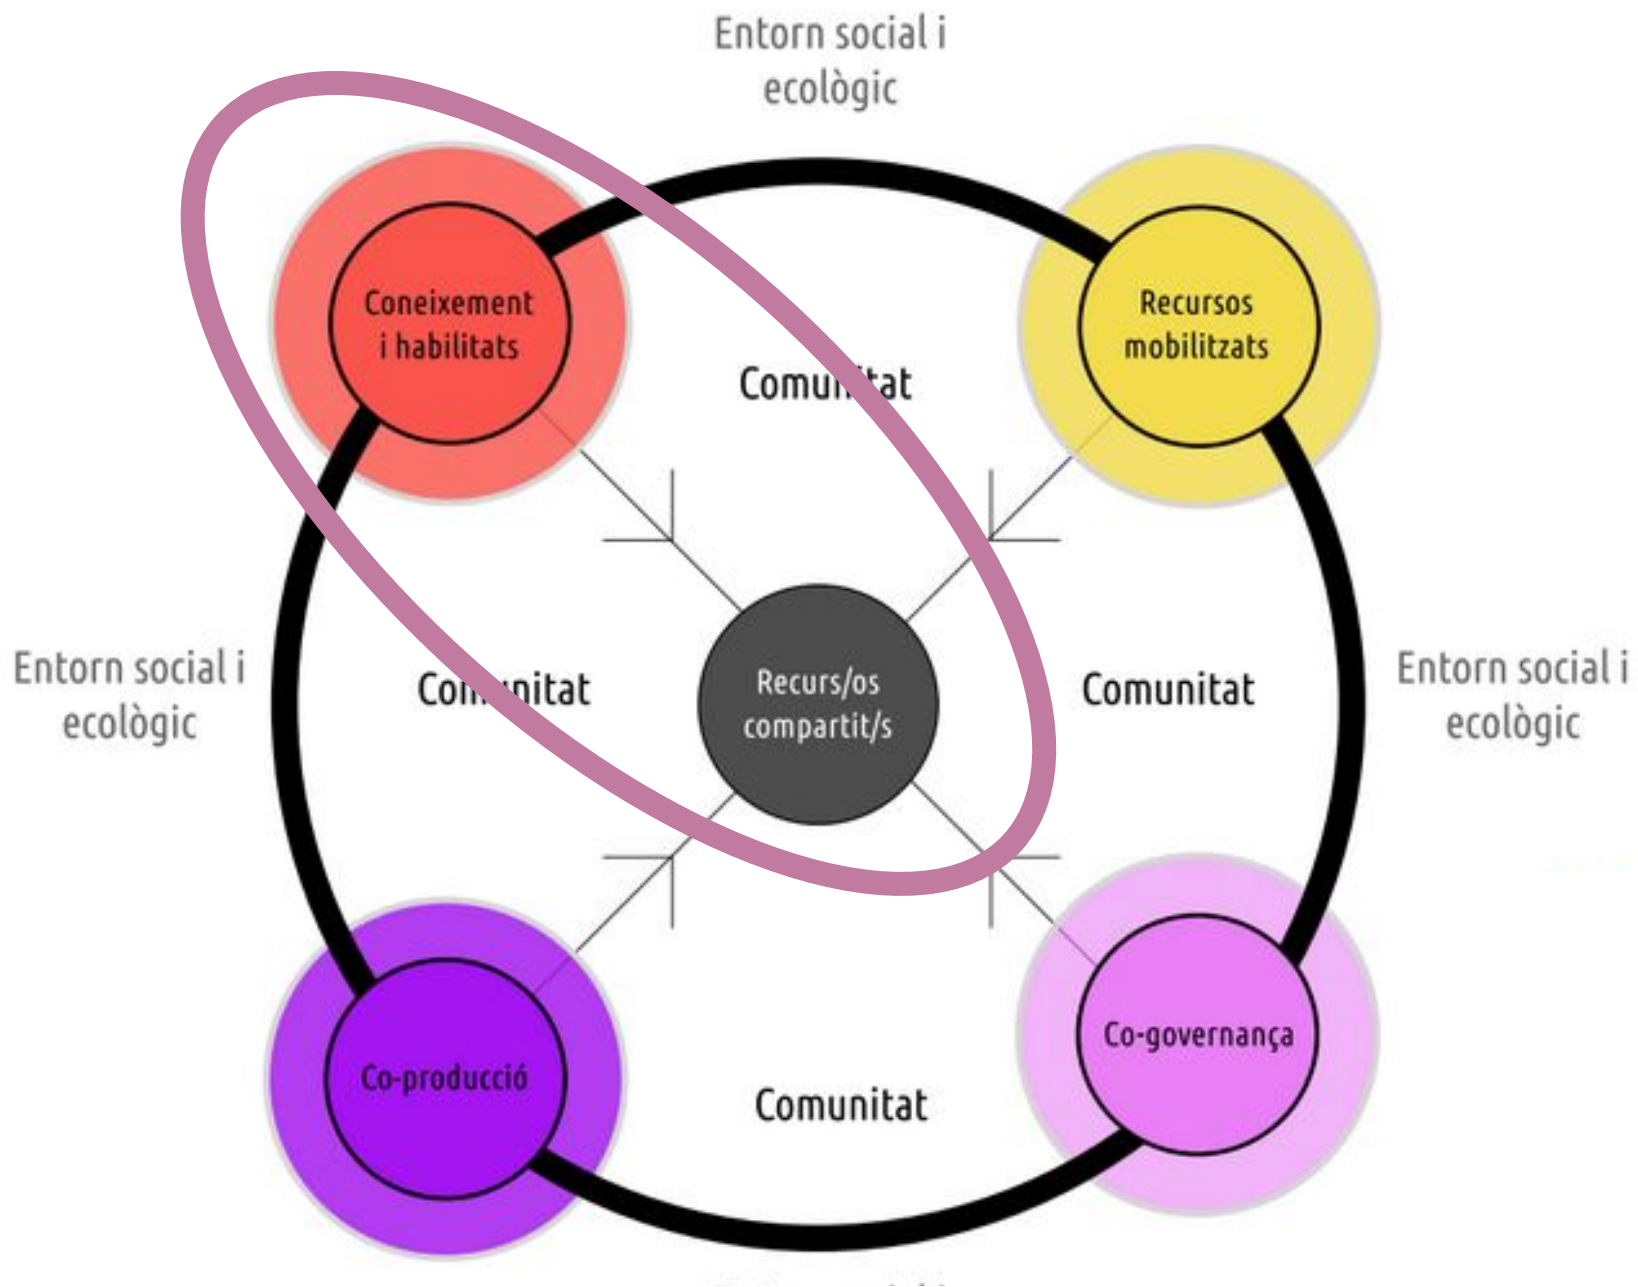 Entorn social i
ecològic
Coneixement
i habilitats
Recursos
mobilitzats
Comunitat
Entorn social i
ecològic
Comunitat
Recurs/os
compartit/s
Comunitat
Entorn social i
ecològic
Co-producció
Co-governança
Comunitat